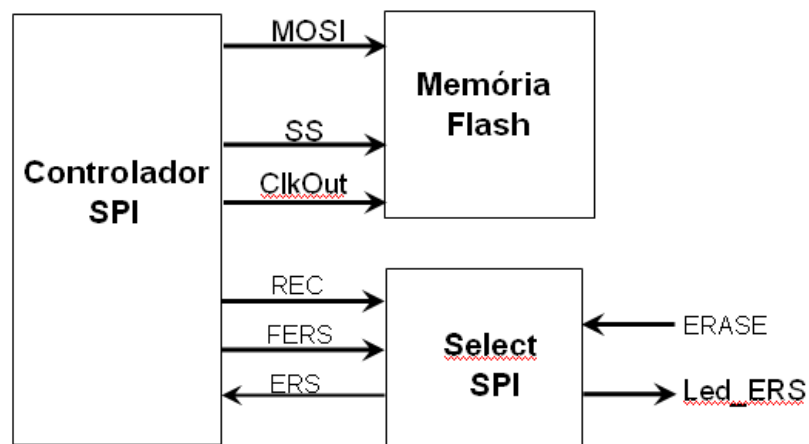 MOSI
Memória
Flash
SS
Controlador
SPI
ClkOut
REC
FERS
ERS
Select
SPI
ERASE
Led_ERS